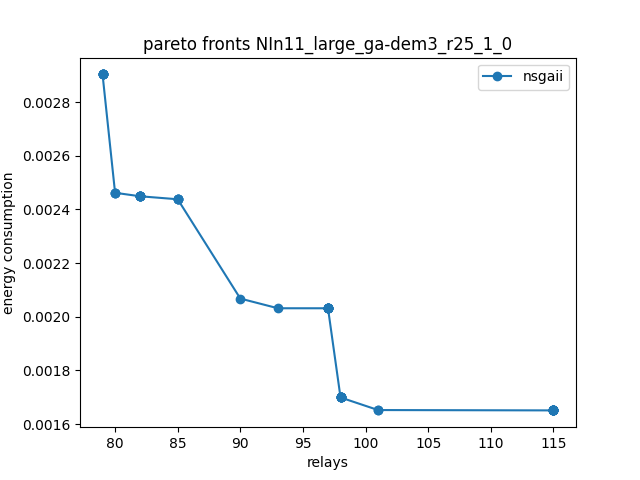 pareto fronts NIn11_large_ga-dem3_r25_1_0
nsgaii
energy consumption
0.0028
0.0026
0.0024
0.0022
0.0020
0.0018
0.0016
80 85 90 95 100 105 110 115
relays